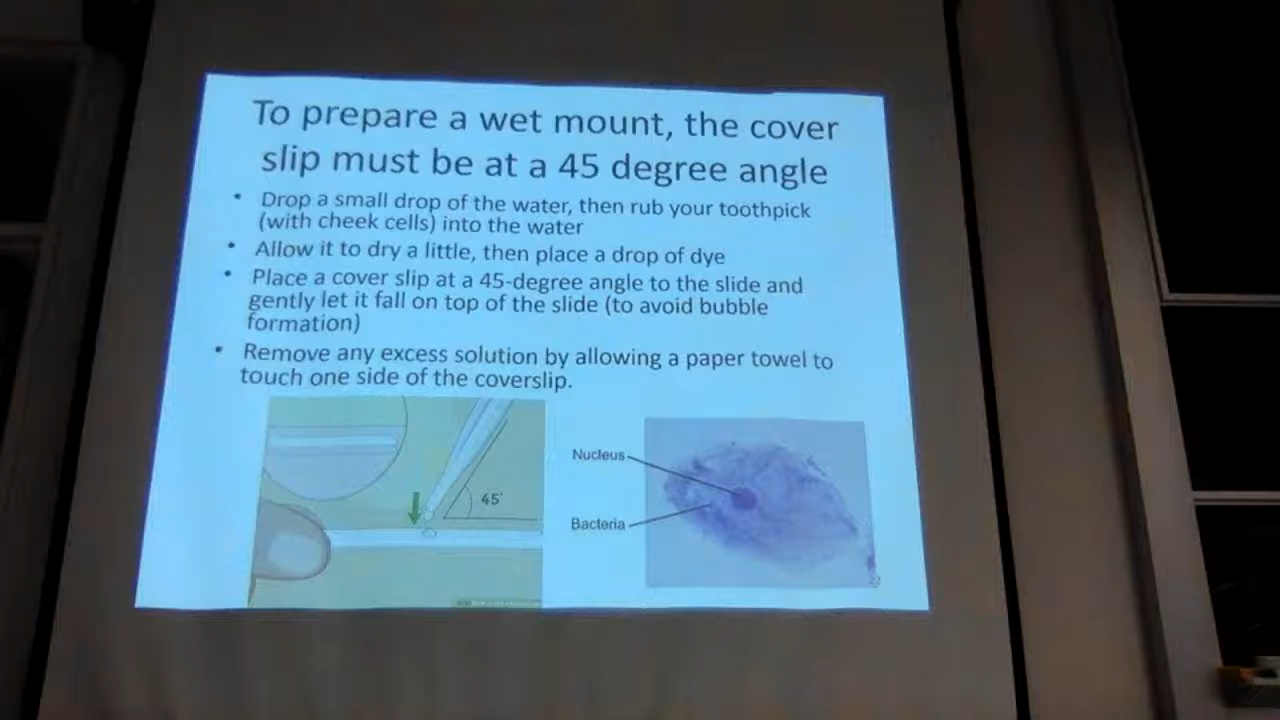 To prepare a wet mount, the cover
slip must be at a 45 degree angle
• Drop a small drop of the water, then rub your toothpick
(with cheek cells) into the water
• Allow it to dry a little, then place a drop of dye
• Place a cover slip at a 45-degree angle to the slide and
gently let it fall on top of the slide (to avoid bubble
formation)
• Remove any excess solution by allowing a paper towel to
touch one side of the coverslip.
45'
Nucleus
Bacteria